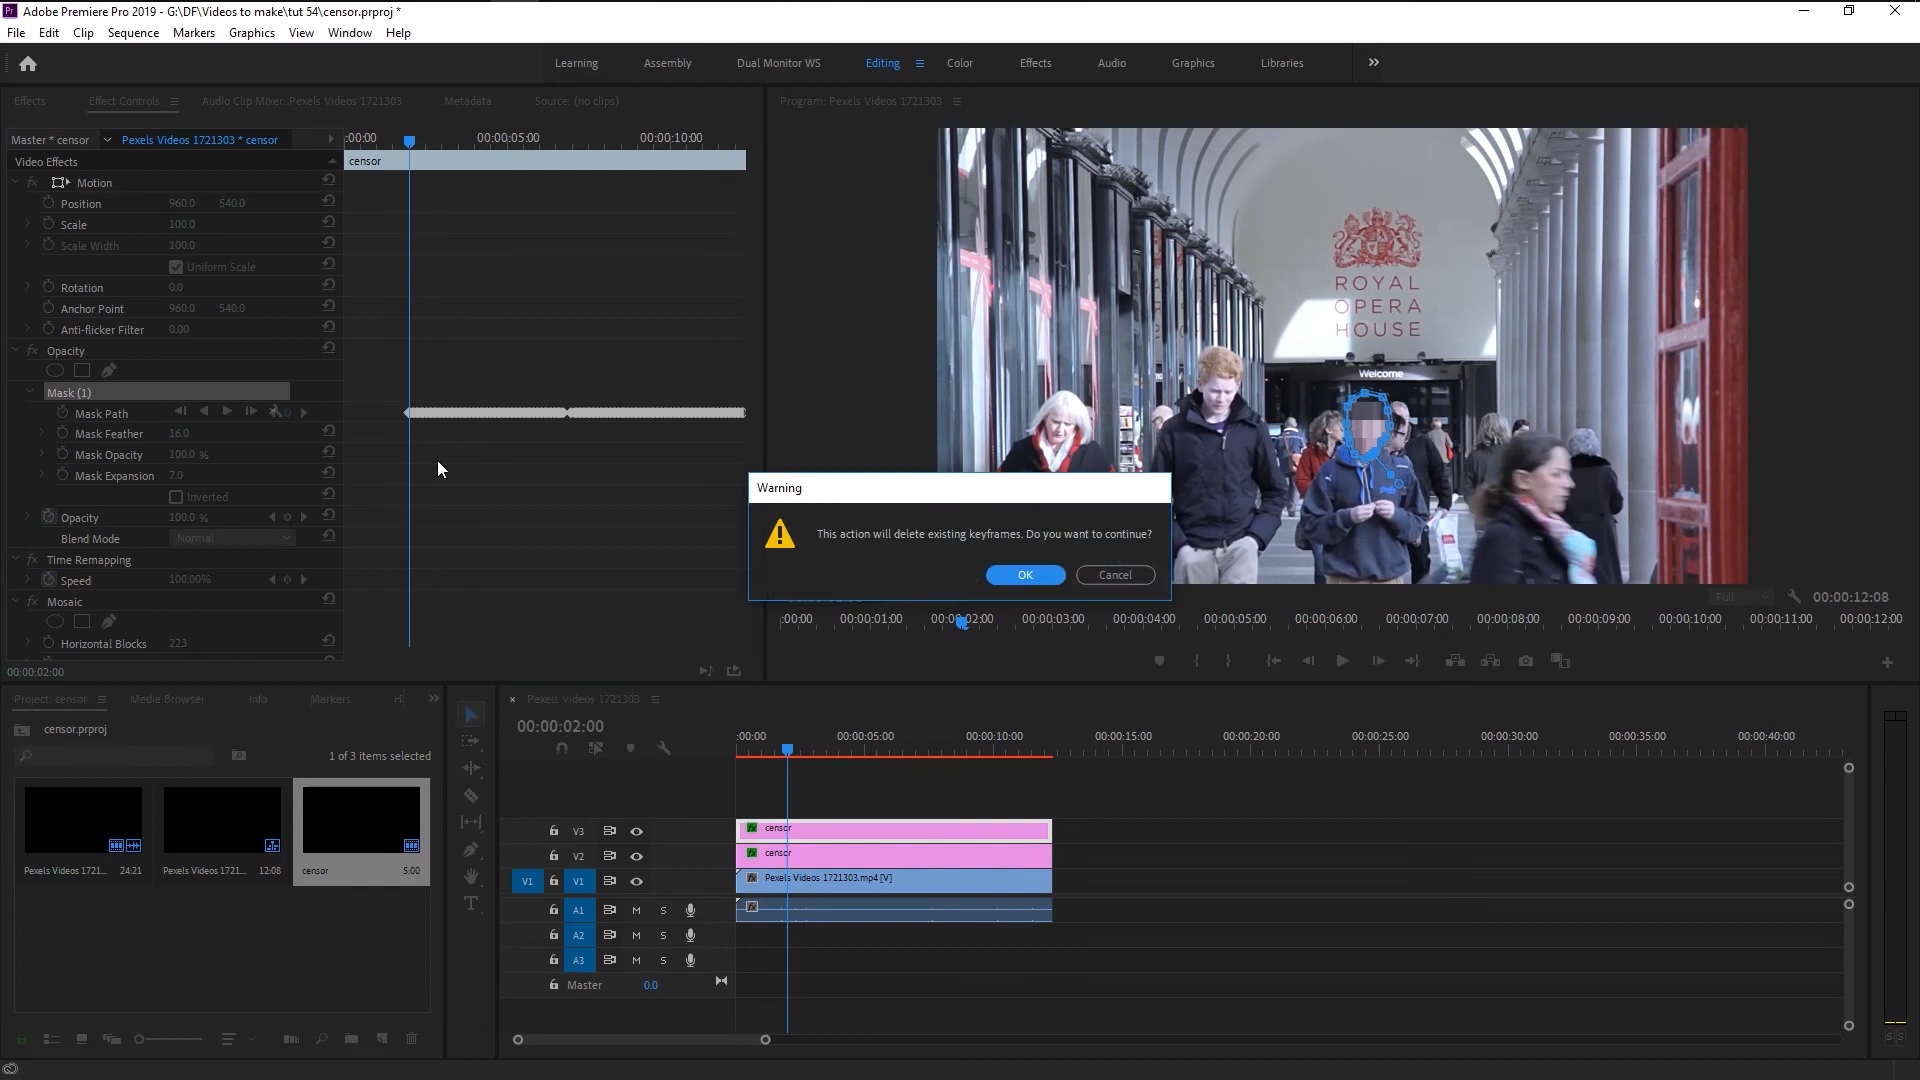 Adobe Premiere Pro 2019 - G:\DF\Videos to make\tut 54\censor.prproj *
File Edit Clip Sequence Markers Graphics View Window Help
Learning Assembly Dual Monitor WS Editing Color Effects Audio Graphics Libraries
Effects Effect Controls Audio Clip Mixer: Pexels Videos 1721303 Metadata Source: (no clips)
Program: Pexels Videos 1721303
Master * censor Pexels Videos 1721303 * censor
:00:00 00:00:05:00 00:00:10:00
Video Effects
censor
fx Motion
Position 960.0 540.0
Scale 100.0
Scale Width 100.0
Uniform Scale
Rotation 0.0
Anchor Point 960.0 540.0
Anti-flicker Filter 0.00
fx Opacity
Mask (1)
Mask Path
Mask Feather 16.0
Mask Opacity 100.0 %
Mask Expansion 7.0
Inverted
Opacity 100.0 %
Blend Mode Normal
fx Time Remapping
Speed 100.00%
fx Mosaic
Horizontal Blocks 223
00:00:02:00
ROYAL
OPERA
HOUSE
Welcome
Warning
This action will delete existing keyframes. Do you want to continue?
OK Cancel
Full 00:00:12:08
:00:00 00:00:01:00 00:00:02:00 00:00:03:00 00:00:04:00 00:00:05:00 00:00:06:00 00:00:07:00 00:00:08:00 00:00:09:00 00:00:10:00 00:00:11:00 00:00:12:00
Project: censor Media Browser Info Markers H
censor.prproj
1 of 3 items selected
Pexels Videos 1721... 24:21
Pexels Videos 1721... 12:08
censor 5:00
Pexels Videos 1721303
00:00:02:00
:00:00 00:00:05:00 00:00:10:00 00:00:15:00 00:00:20:00 00:00:25:00 00:00:30:00 00:00:35:00 00:00:40:00
V3 fx censor
V2 fx censor
V1 V1 fx Pexels Videos 1721303.mp4 [V]
A1 M S fx
A2 M S
A3 M S
Master 0.0
S S